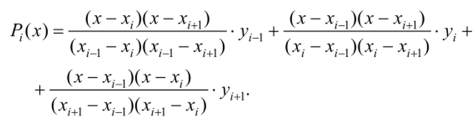 P_i(x) = \frac{(x - x_i)(x - x_{i+1})}{(x_{i-1} - x_i)(x_{i-1} - x_{i+1})} \cdot y_{i-1} + \frac{(x - x_{i-1})(x - x_{i+1})}{(x_i - x_{i-1})(x_i - x_{i+1})} \cdot y_i +
+ \frac{(x - x_{i-1})(x - x_i)}{(x_{i+1} - x_{i-1})(x_{i+1} - x_i)} \cdot y_{i+1}.